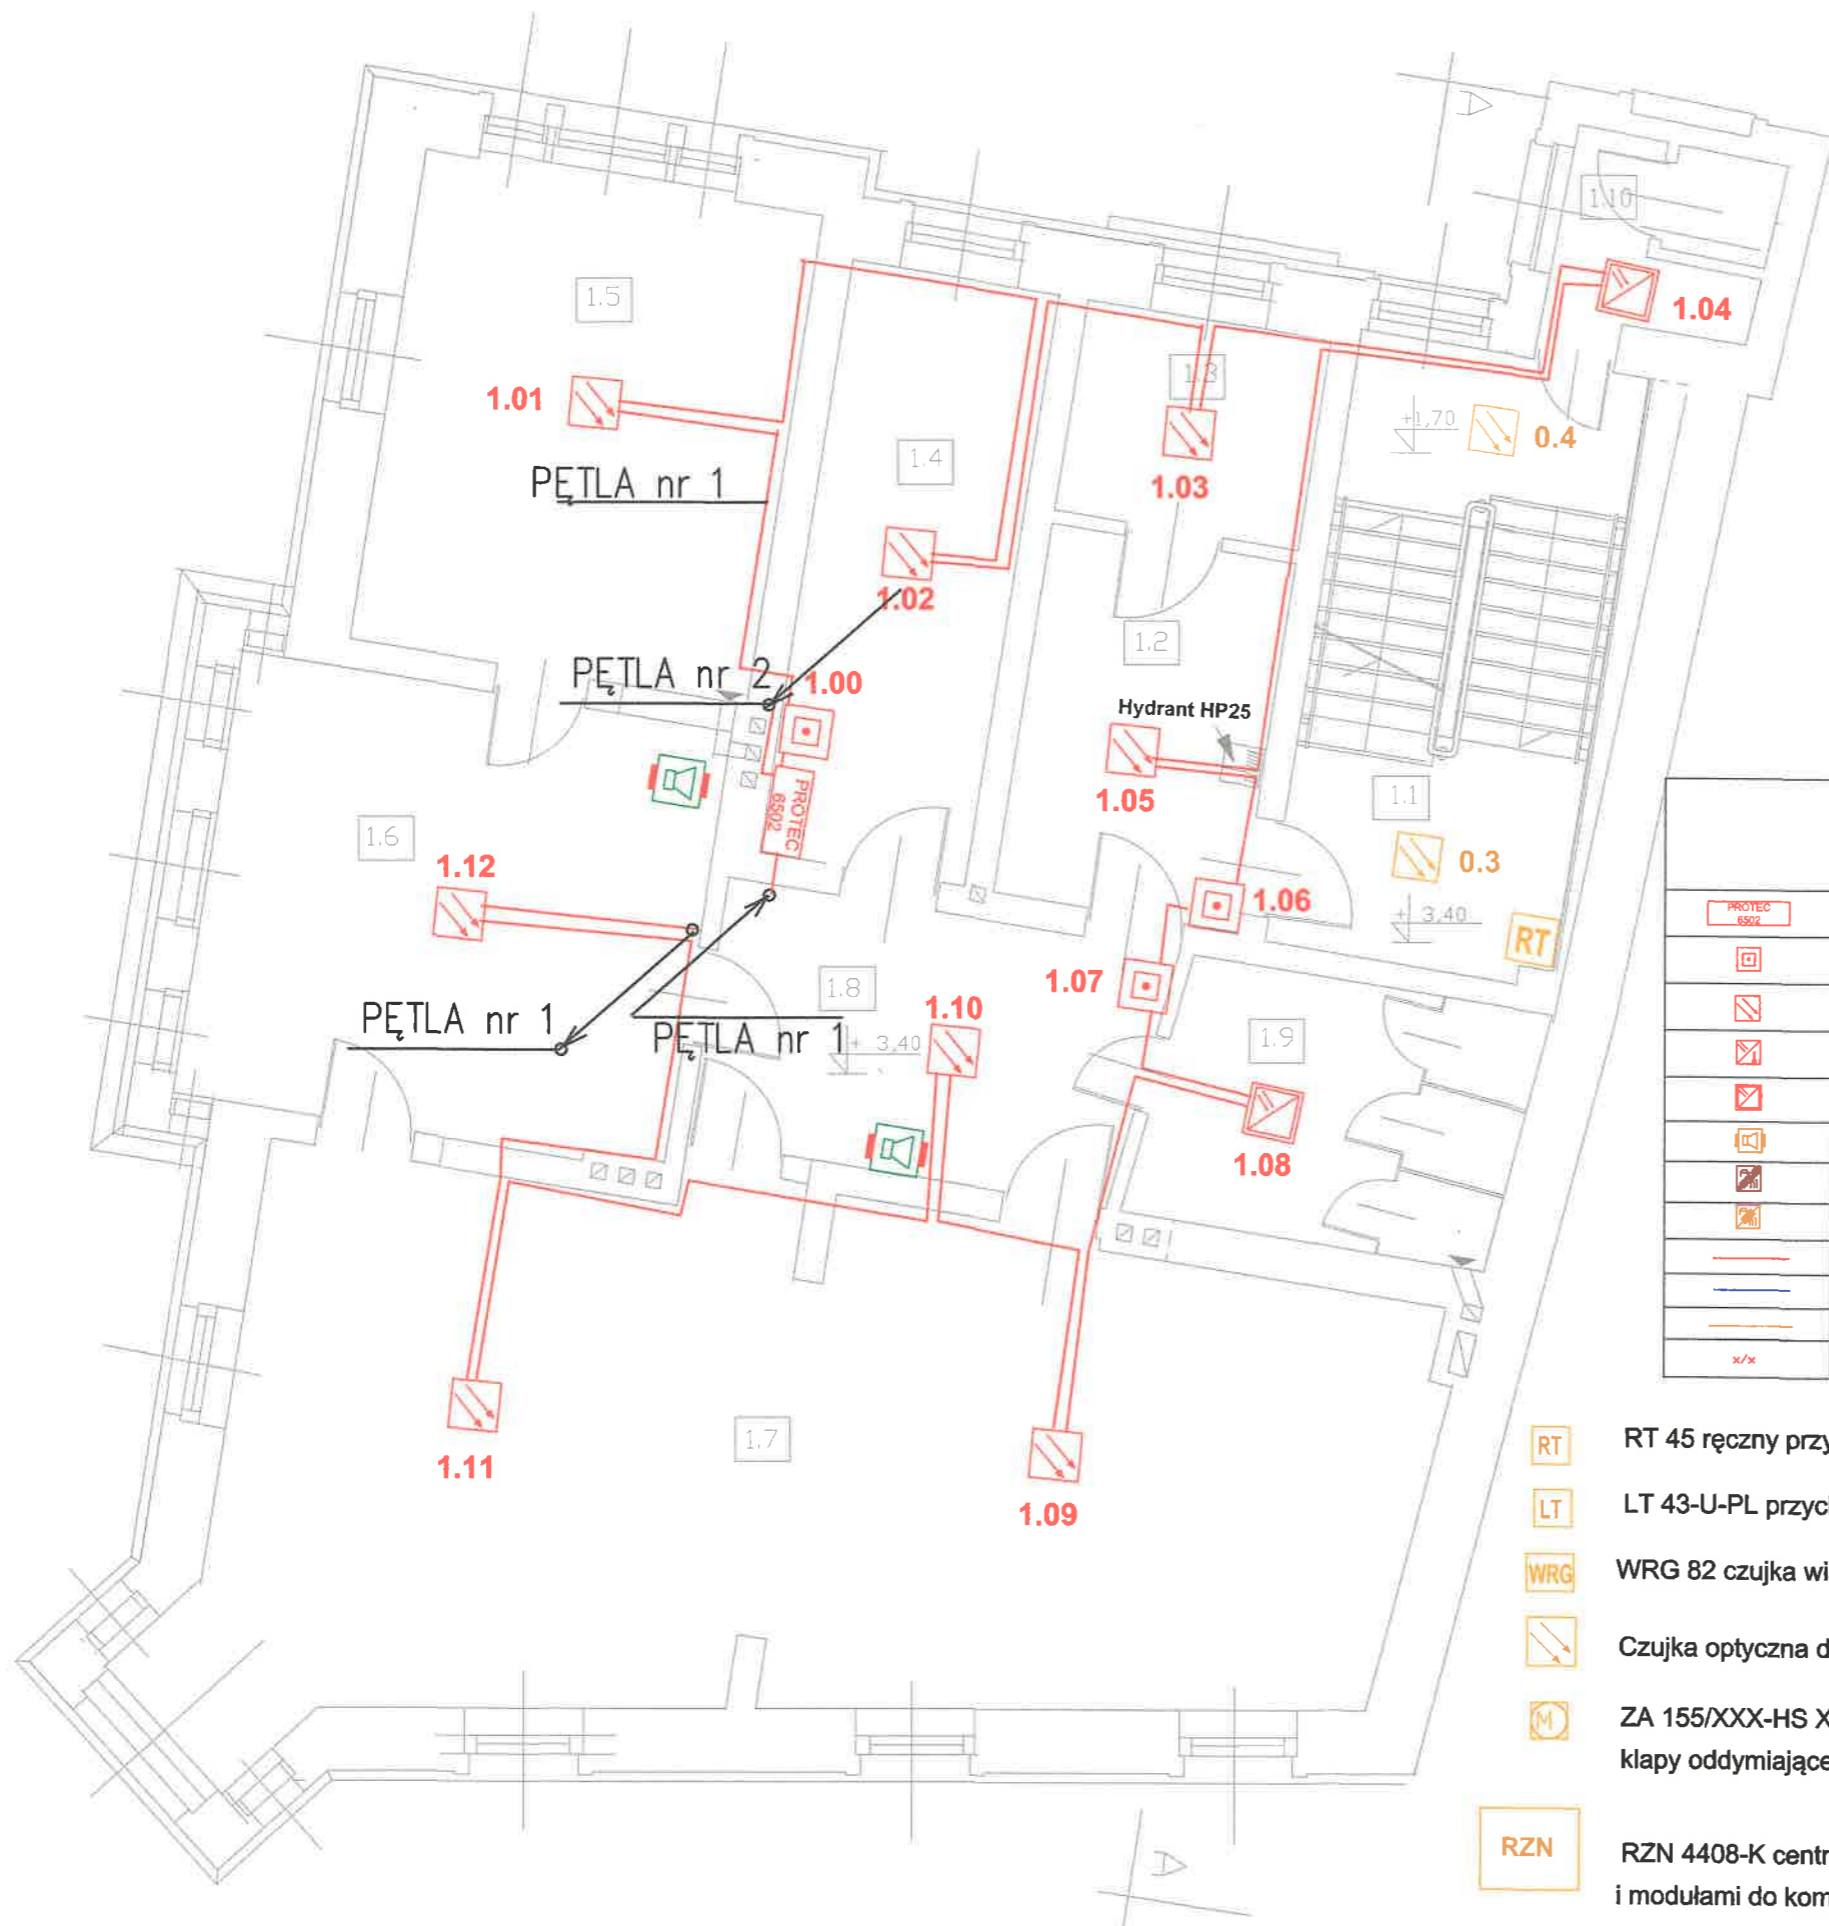 1.10
1.04
1.5
1.01
1.3
+1,70
0.4
1.4
1.03
PĘTLA nr 1
1.02
1.2
PĘTLA nr 2
1.00
Hydrant HP25
1.05
PROTEC
6502
1.1
1.6
1.12
0.3
1.06
+ 3,40
RT
PROTEC
6502
1.07
1.8
1.10
PĘTLA nr 1
PĘTLA nr 1
+ 3,40
1.9
1.08
x/x
1.7
1.11
1.09
RT
RT 45 ręczny przy
LT
LT 43-U-PL przyc
WRG
WRG 82 czujka wi
Czujka optyczna d
M
ZA 155/XXX-HS X
klapy oddymiające
RZN
RZN 4408-K centr
i modułami do kom